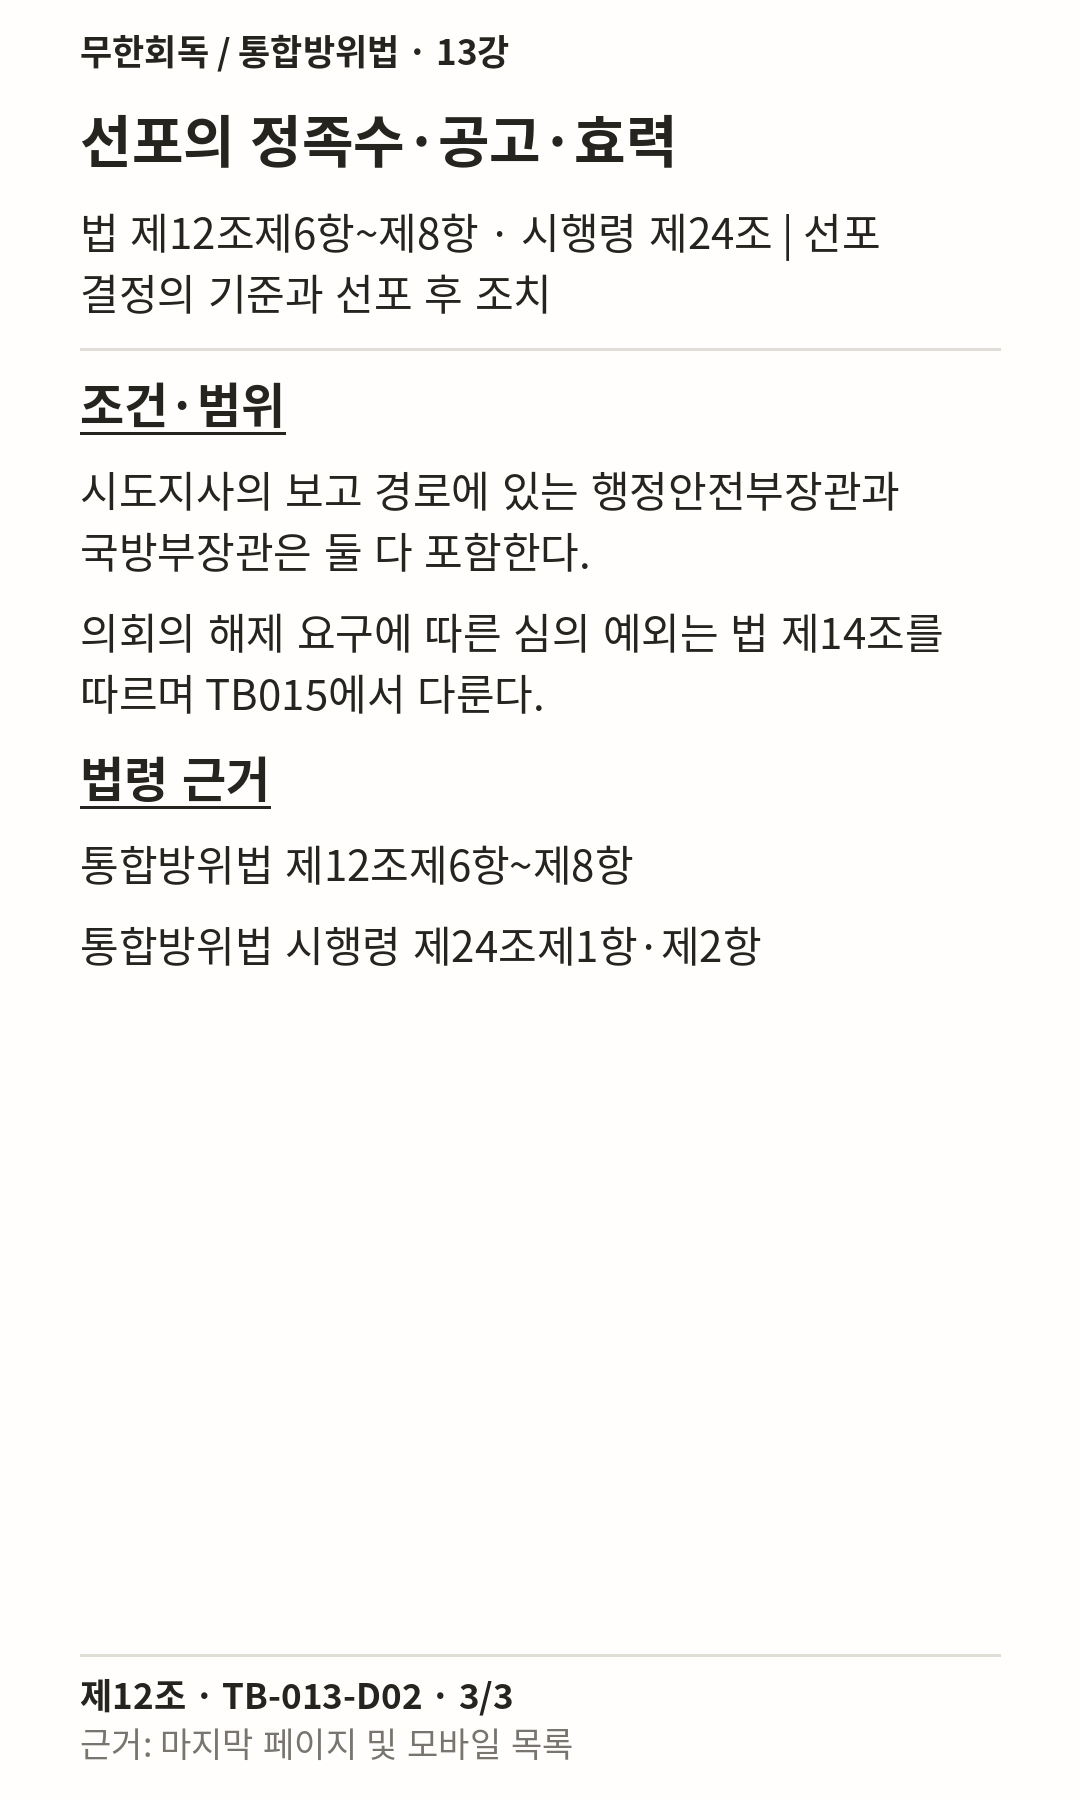 무한회독 / 통합방위법 · 13강
선포의 정족수·공고·효력
법 제12조제6항~제8항 · 시행령 제24조 | 선포
결정의 기준과 선포 후 조치
조건·범위
시도지사의 보고 경로에 있는 행정안전부장관과
국방부장관은 둘 다 포함한다.
의회의 해제 요구에 따른 심의 예외는 법 제14조를
따르며 TB015에서 다룬다.
법령 근거
통합방위법 제12조제6항~제8항
통합방위법 시행령 제24조제1항·제2항
제12조 · TB-013-D02 · 3/3
근거: 마지막 페이지 및 모바일 목록